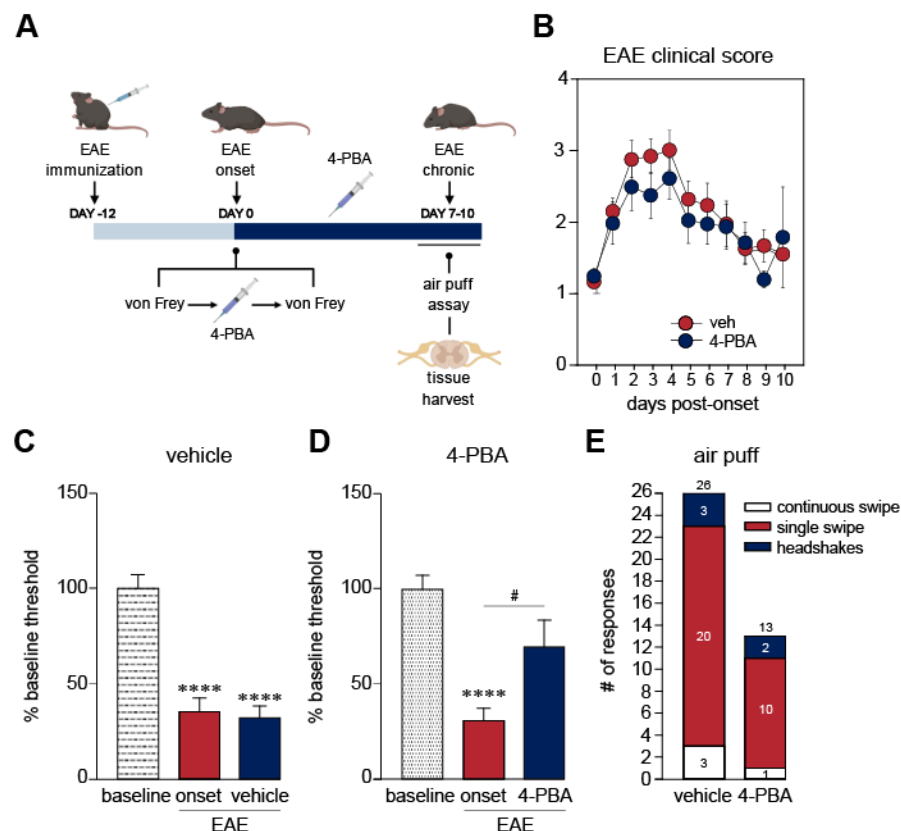 A
EAE
immunization
DAY -12
EAE
onset
DAY 0
4-PBA
EAE
chronic
DAY 7-10
von Frey
4-PBA
von Frey
air puff
assay
tissue
harvest
B
EAE clinical score
4
3
2
1
0
veh
4-PBA
0 1 2 3 4 5 6 7 8 9 10
days post-onset
C
vehicle
% baseline threshold
150
100
50
0
****
****
baseline onset vehicle
EAE
D
4-PBA
% baseline threshold
150
100
50
0
****
#
baseline onset 4-PBA
EAE
E
air puff
# of responses
26
24
22
20
18
16
14
12
10
8
6
4
2
0
26
3
20
3
13
2
10
1
continuous swipe
single swipe
headshakes
vehicle 4-PBA